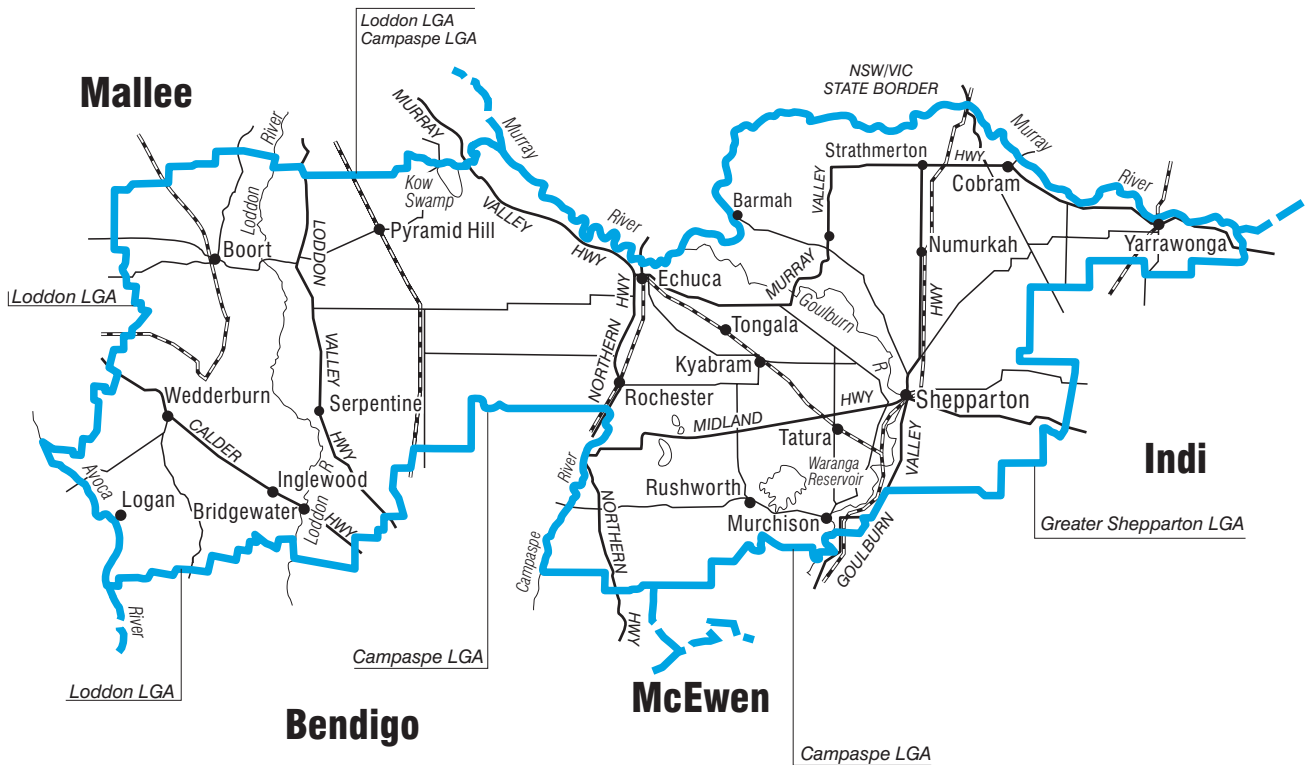 Loddon LGA
Campaspe LGA
NSW/VIC
STATE BORDER
Mallee
River
MURRAY
Murray
Strathmerton
HWY
Murray
Cobram
Kow
Swamp
Loddon
VALLEY
River
Barmah
VALLEY
River
LODDON
Pyramid Hill
Boort
HWY
Numurkah
Yarrawonga
Echuca
MURRAY
Loddon LGA
HWY
Goulburn
HWY
Tongala
VALLEY
NORTHERN
Kyabram
R
Wedderburn
Serpentine
Rochester
HWY
Shepparton
MIDLAND
CALDER
HWY
Tatura
VALLEY
Indi
Avoca
Inglewood
R
River
Waranga
Reservoir
Logan
Bridgewater
Loddon
HWY
Rushworth
Murchison
NORTHERN
GOULBURN
Greater Shepparton LGA
Campaspe
River
HWY
Campaspe LGA
Loddon LGA
McEwen
Bendigo
Campaspe LGA